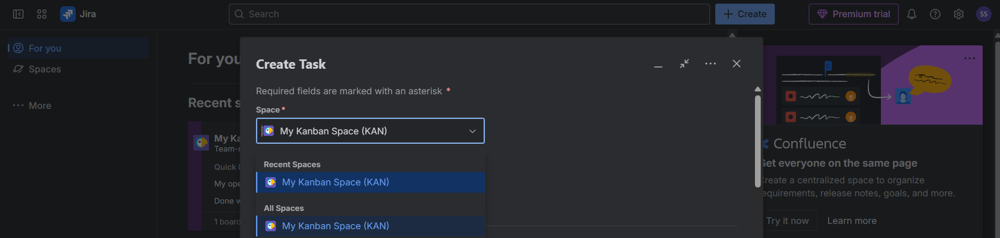 Jira
Search
Create
Premium trial
SS
For you
Spaces
More
For you
Recent s
My Ka
Team-
Quick
My ope
Done w
1 board
Create Task
Required fields are marked with an asterisk *
Space *
My Kanban Space (KAN)
Recent Spaces
My Kanban Space (KAN)
All Spaces
My Kanban Space (KAN)
Confluence
Get everyone on the same page
Create a centralized space to organize
requirements, release notes, goals, and more.
Try it now
Learn more